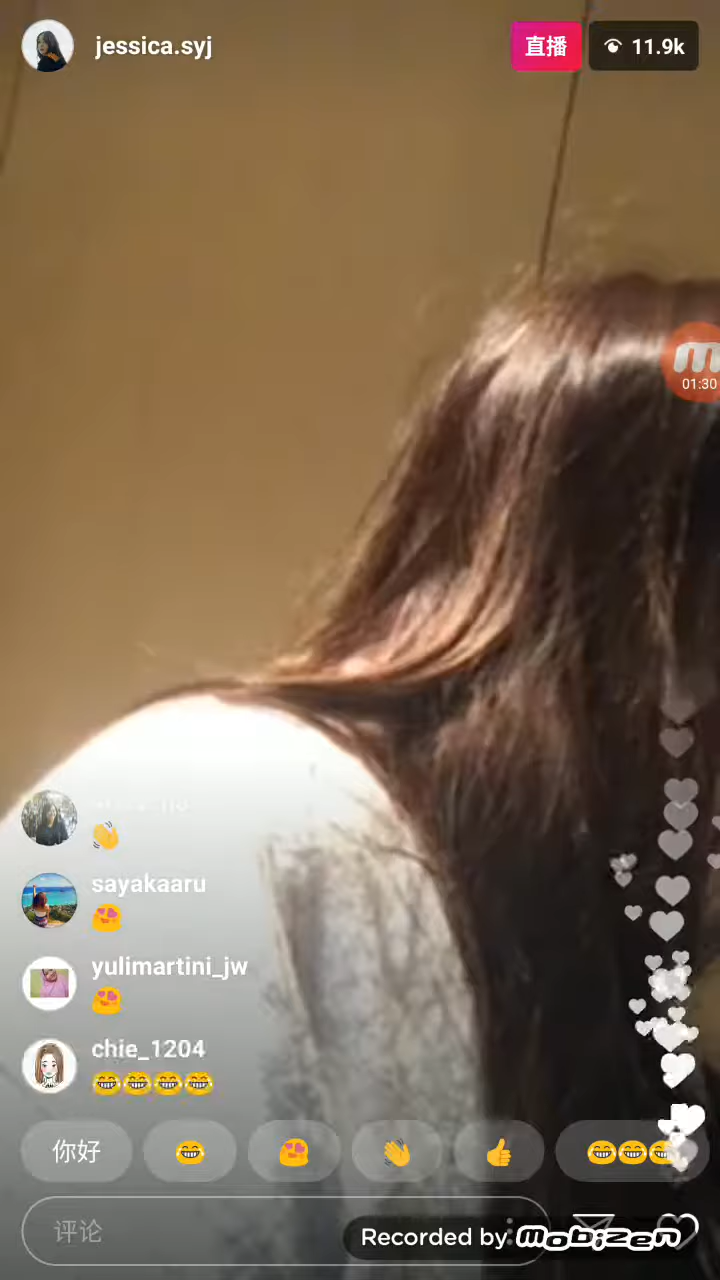 jessica.syj
直播
11.9k
01:30
sayakaaru
yulimartini_jw
chie_1204
你好
评论
Recorded by mobizen